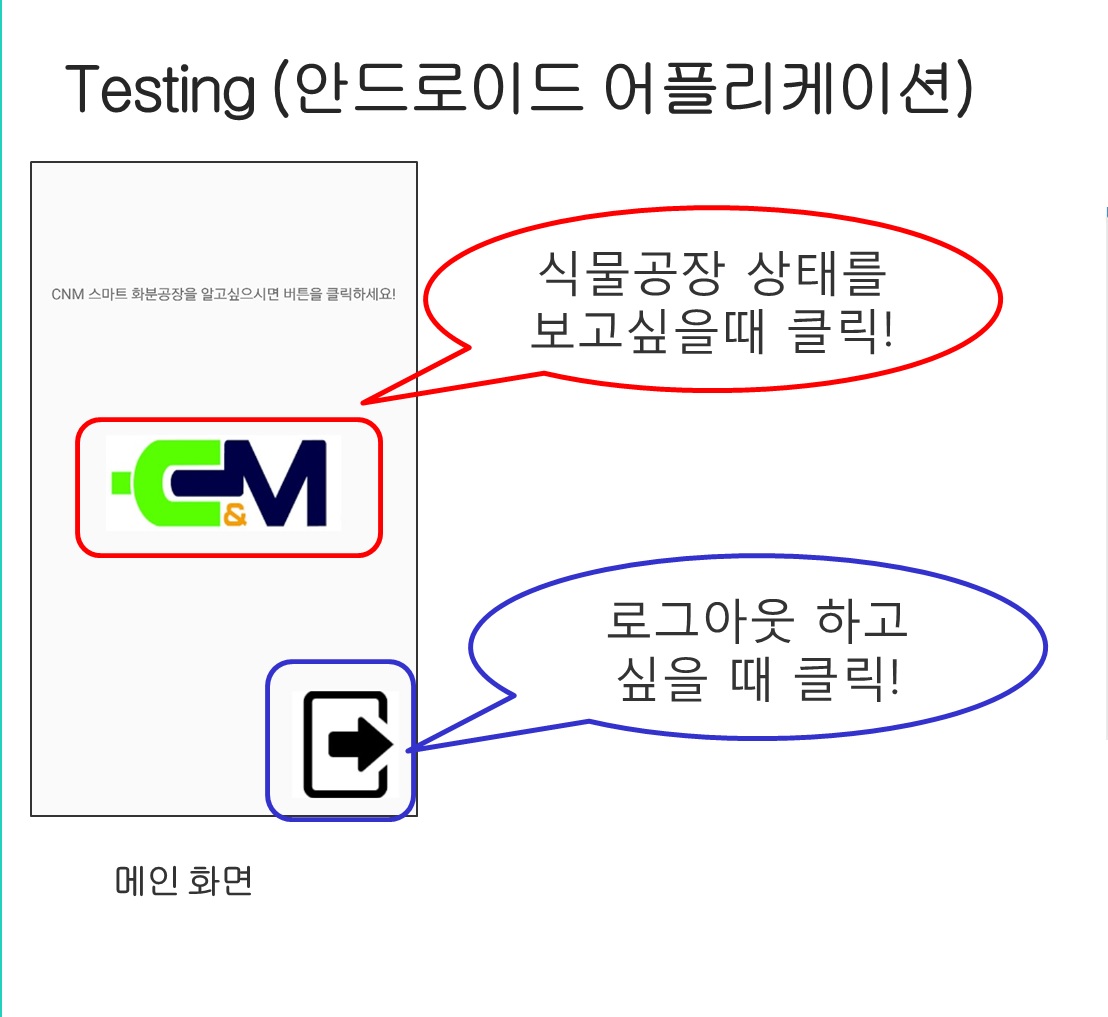 Testing (안드로이드 어플리케이션)
CNM 스마트 화분공장을 알고싶으시면 버튼을 클릭하세요!
식물공장 상태를
보고싶을때 클릭!
C&M
로그아웃 하고
싶을 때 클릭!
메인 화면